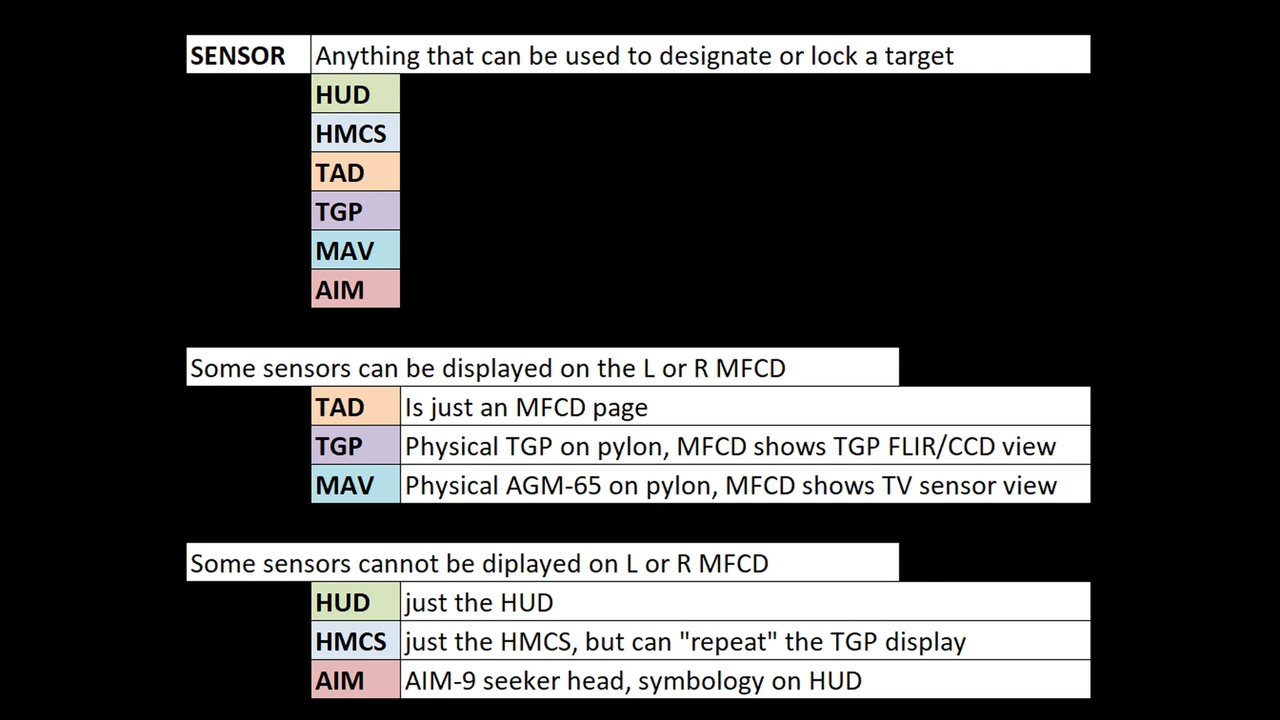 SENSOR Anything that can be used to designate or lock a target
HUD
HMCS
TAD
TGP
MAV
AIM
Some sensors can be displayed on the L or R MFCD
TAD Is just an MFCD page
TGP Physical TGP on pylon, MFCD shows TGP FLIR/CCD view
MAV Physical AGM-65 on pylon, MFCD shows TV sensor view
Some sensors cannot be diplayed on L or R MFCD
HUD just the HUD
HMCS just the HMCS, but can "repeat" the TGP display
AIM AIM-9 seeker head, symbology on HUD